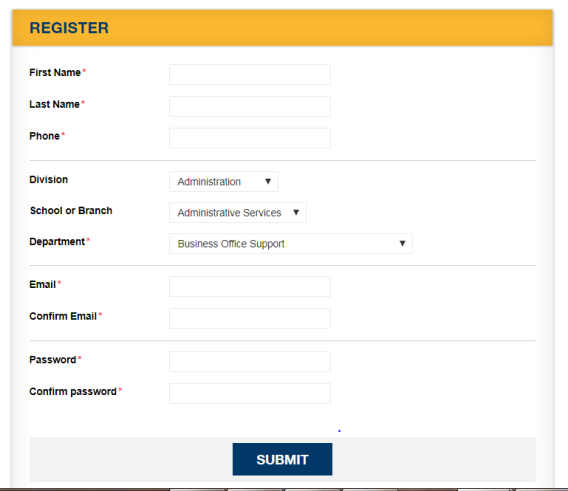 REGISTER
First Name*
Last Name*
Phone*
Division Administration ▼
School or Branch Administrative Services ▼
Department* Business Office Support ▼
Email*
Confirm Email*
Password*
Confirm password*
SUBMIT